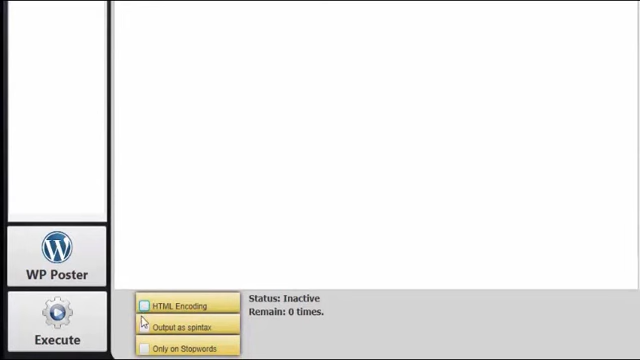 WP Poster
Execute
HTML Encoding
Output as spintax
Only on Stopwords
Status: Inactive
Remain: 0 times.